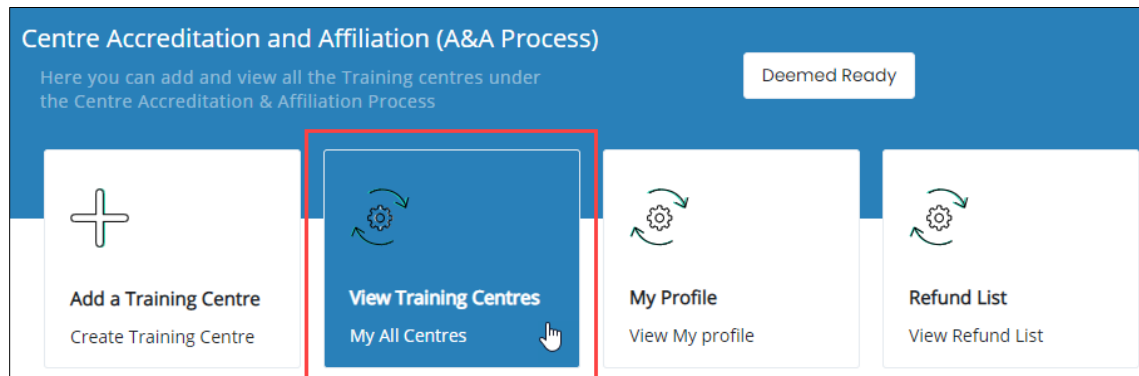 Centre Accreditation and Affiliation (A&A Process)
Here you can add and view all the Training centres under
the Centre Accreditation & Affiliation Process
Deemed Ready
Add a Training Centre
Create Training Centre
View Training Centres
My All Centres
My Profile
View My profile
Refund List
View Refund List